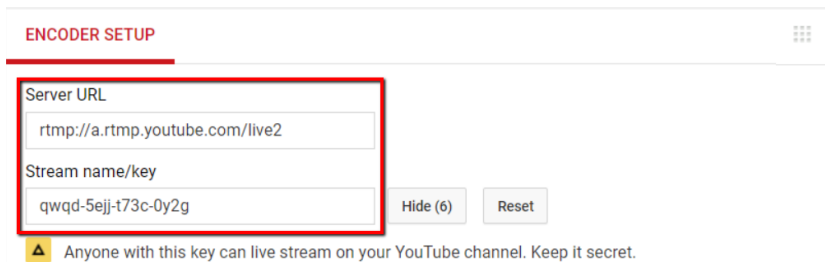 ENCODER SETUP
Server URL
rtmp://a.rtmp.youtube.com/live2
Stream name/key
qwqd-5ejj-t73c-0y2g
Hide (6)
Reset
Anyone with this key can live stream on your YouTube channel. Keep it secret.